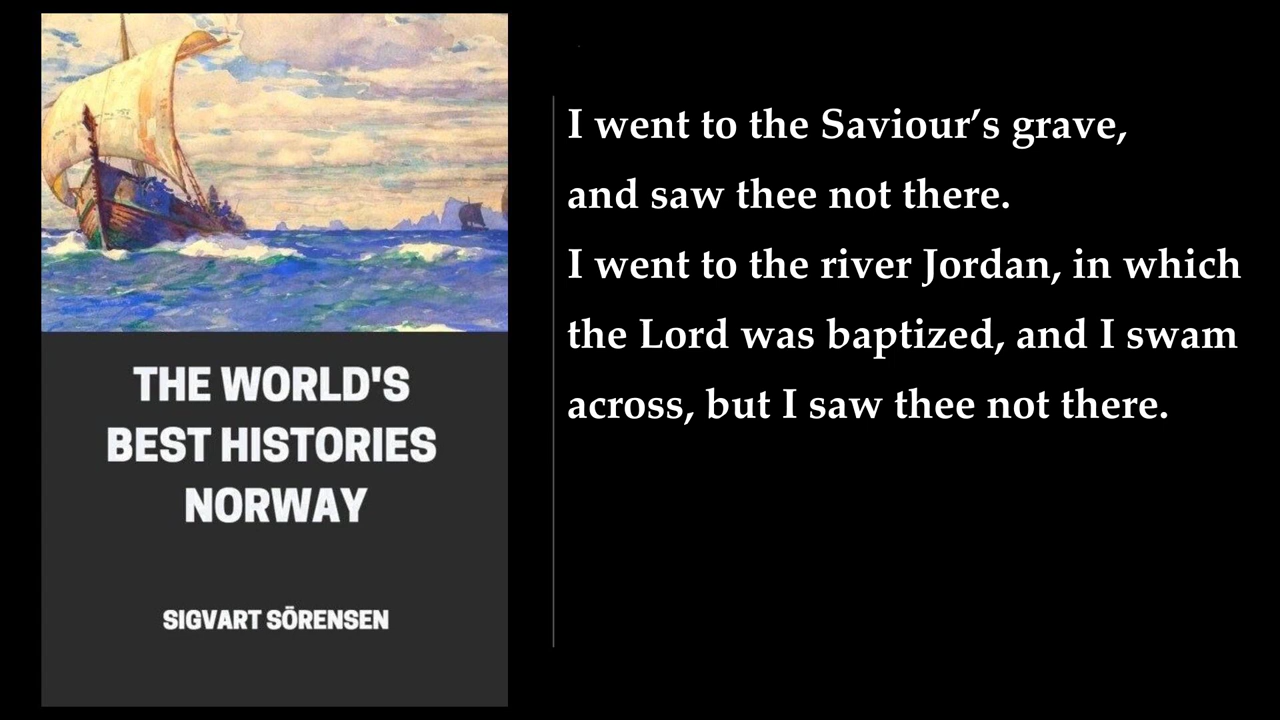 THE WORLD'S
BEST HISTORIES
NORWAY
SIGVART SÖRENSEN
I went to the Saviour’s grave,
and saw thee not there.
I went to the river Jordan, in which
the Lord was baptized, and I swam
across, but I saw thee not there.